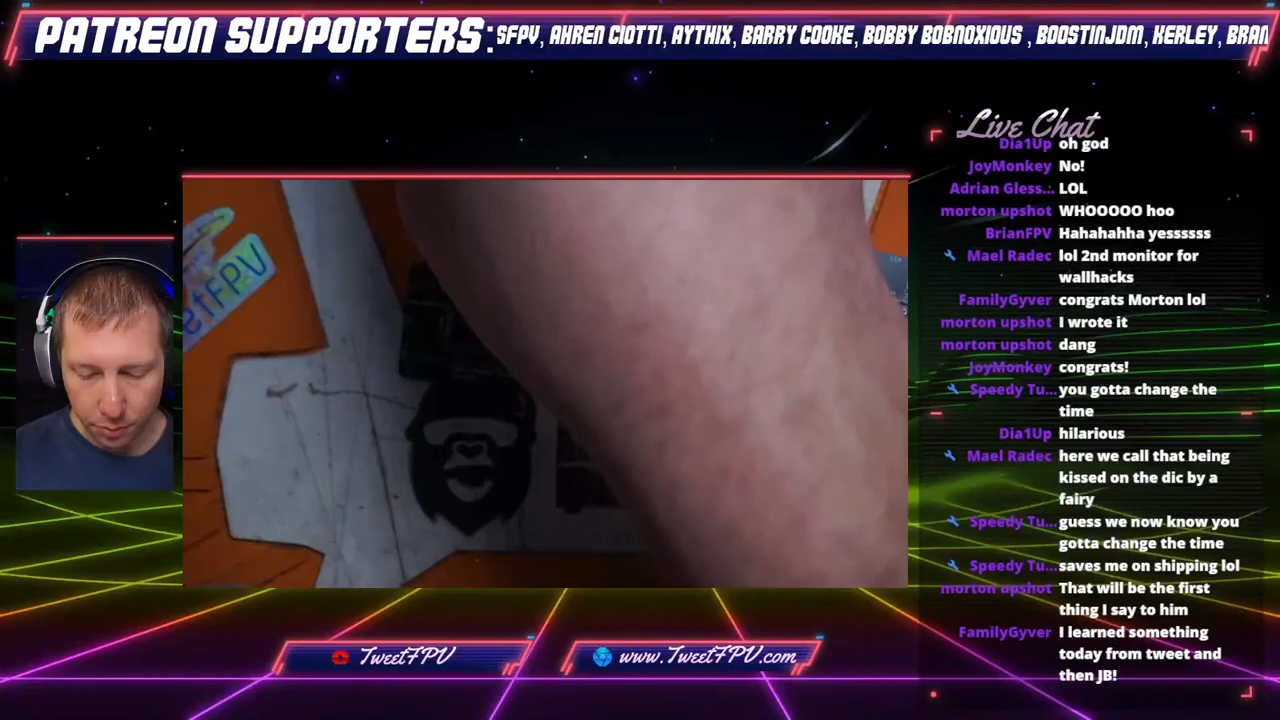 PATREON SUPPORTERS: SFPV, AHREN CIOTTI, AYTHIX, BARRY COOKE, BOBBY BOBNOXIOUS , BOOSTINJDM, KERLEY, BRAN
Live Chat
Dia1Up oh god
JoyMonkey No!
Adrian Gless... LOL
morton upshot WHOOOOO hoo
BrianFPV Hahahahha yessssss
Mael Radec lol 2nd monitor for
wallhacks
FamilyGyver congrats Morton lol
morton upshot I wrote it
morton upshot dang
JoyMonkey congrats!
Speedy Tu... you gotta change the
time
Dia1Up hilarious
Mael Radec here we call that being
kissed on the dic by a
fairy
Speedy Tu... guess we now know you
gotta change the time
Speedy Tu... saves me on shipping lol
morton upshot That will be the first
thing I say to him
FamilyGyver I learned something
today from tweet and
then JB!
etFPV
TweetFPV
www.TweetFPV.com